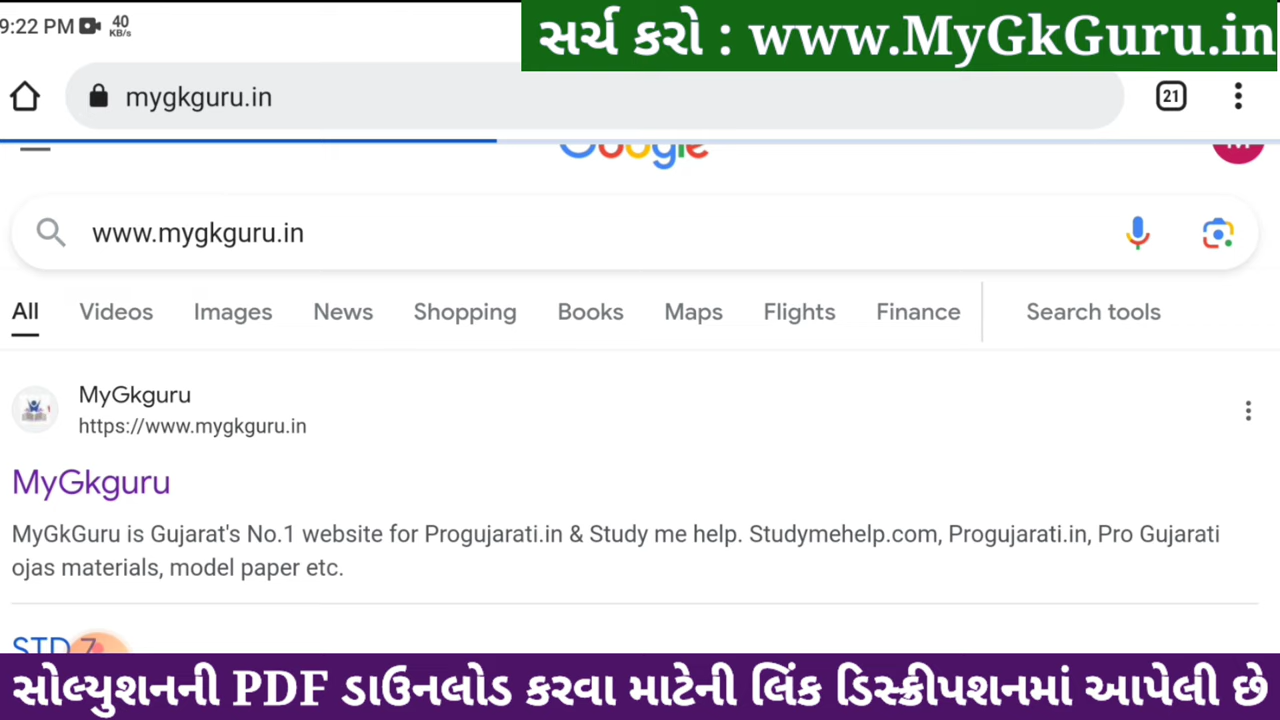 સર્ચ કરો : www.MyGkGuru.in
9:22 PM 40 KB/s
mygkguru.in
21
Google
www.mygkguru.in
All Videos Images News Shopping Books Maps Flights Finance Search tools
MyGkguru
https://www.mygkguru.in
MyGkguru
MyGkGuru is Gujarat's No.1 website for Progujarati.in & Study me help. Studymehelp.com, Progujarati.in, Pro Gujarati
ojas materials, model paper etc.
STD 7
સોલ્યુશનની PDF ડાઉનલોડ કરવા માટેની લિંક ડિસ્ક્રીપશનમાં આપેલી છે